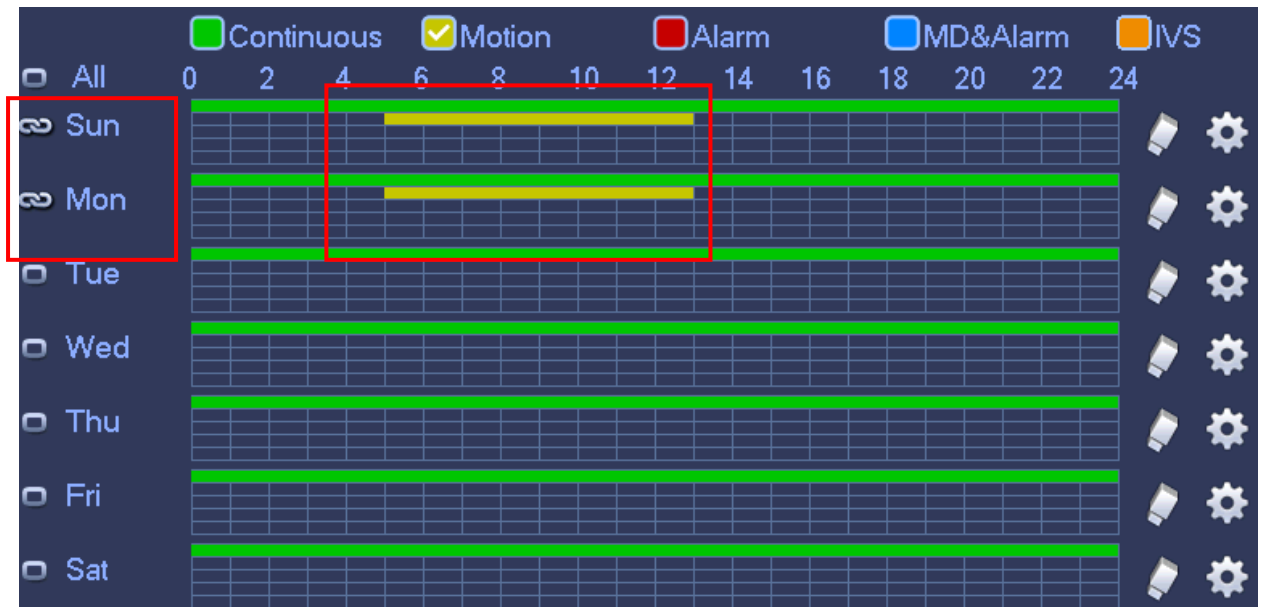 Continuous Motion Alarm MD&Alarm IVS
All 0 2 4 6 8 10 12 14 16 18 20 22 24
Sun
Mon
Tue
Wed
Thu
Fri
Sat